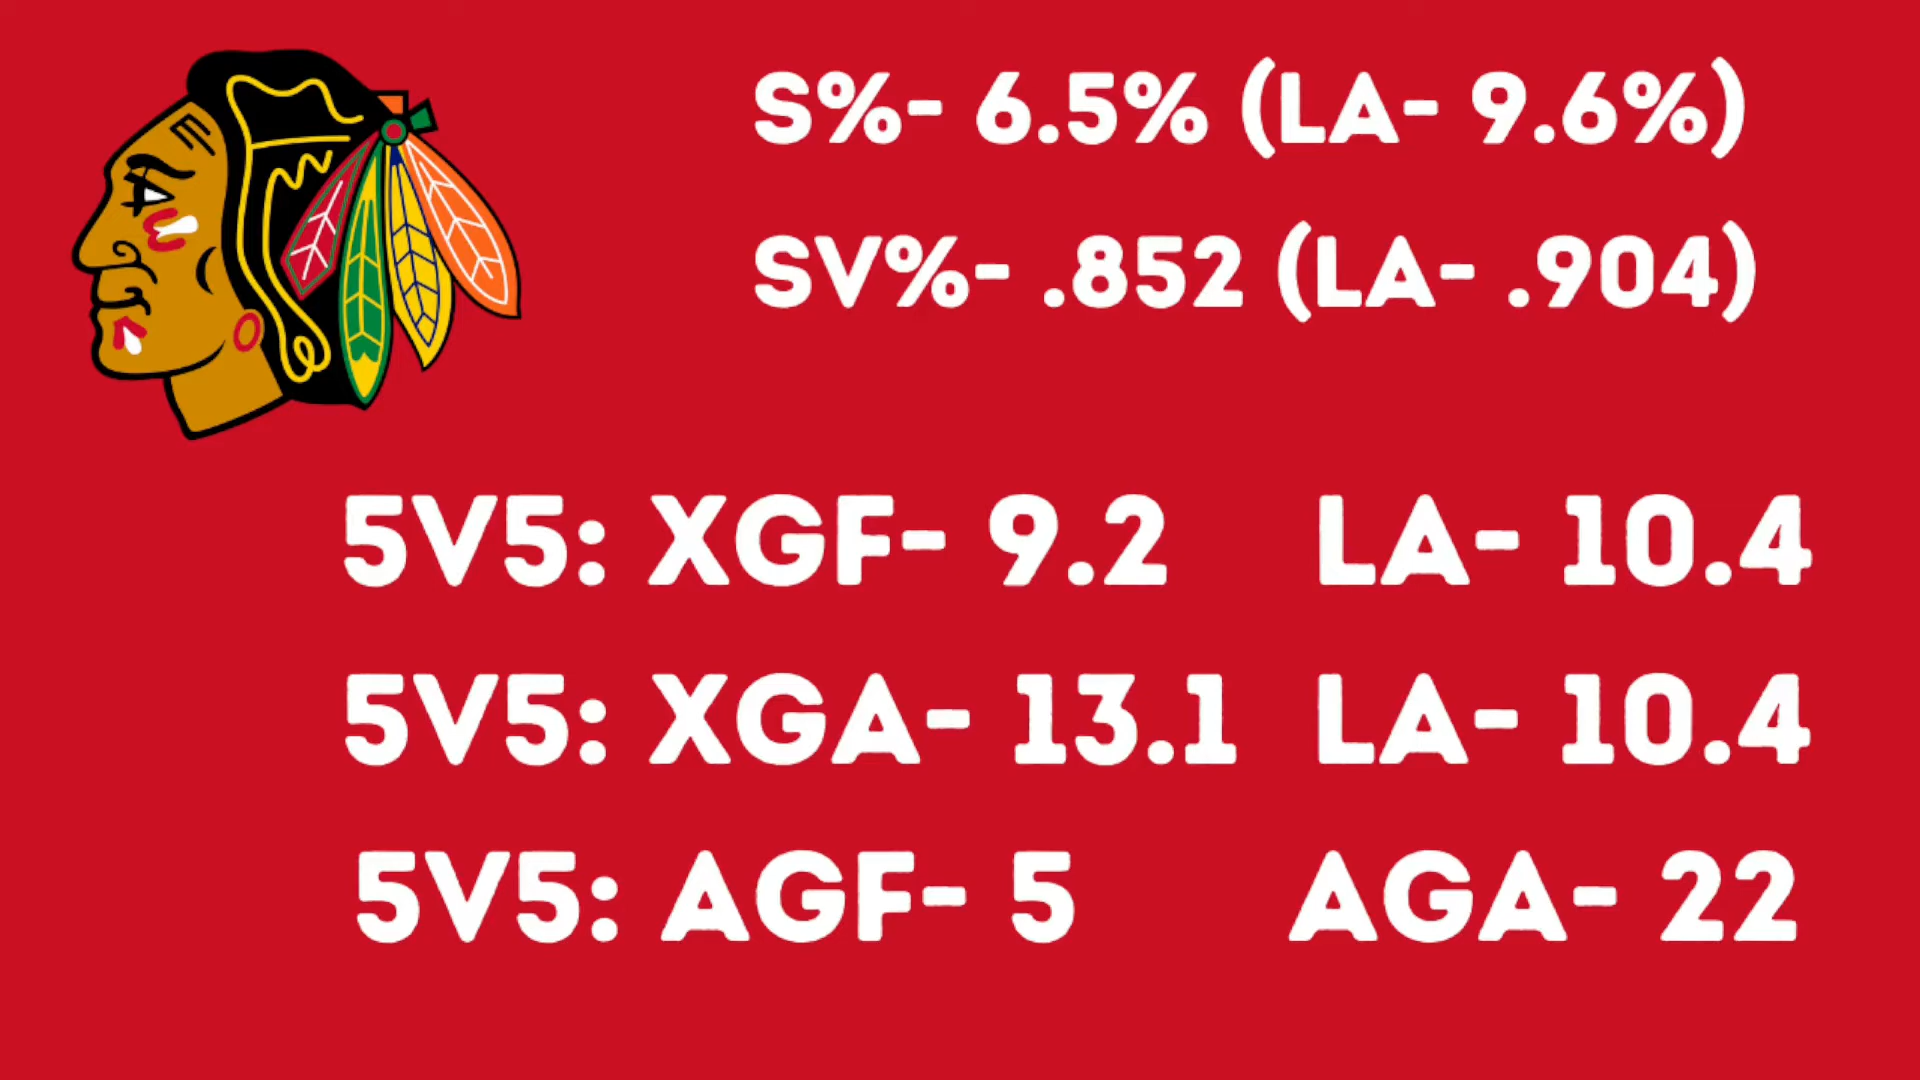 S%- 6.5% (LA- 9.6%)
SV%- .852 (LA- .904)
5V5: XGF- 9.2 LA- 10.4
5V5: XGA- 13.1 LA- 10.4
5V5: AGF- 5 AGA- 22